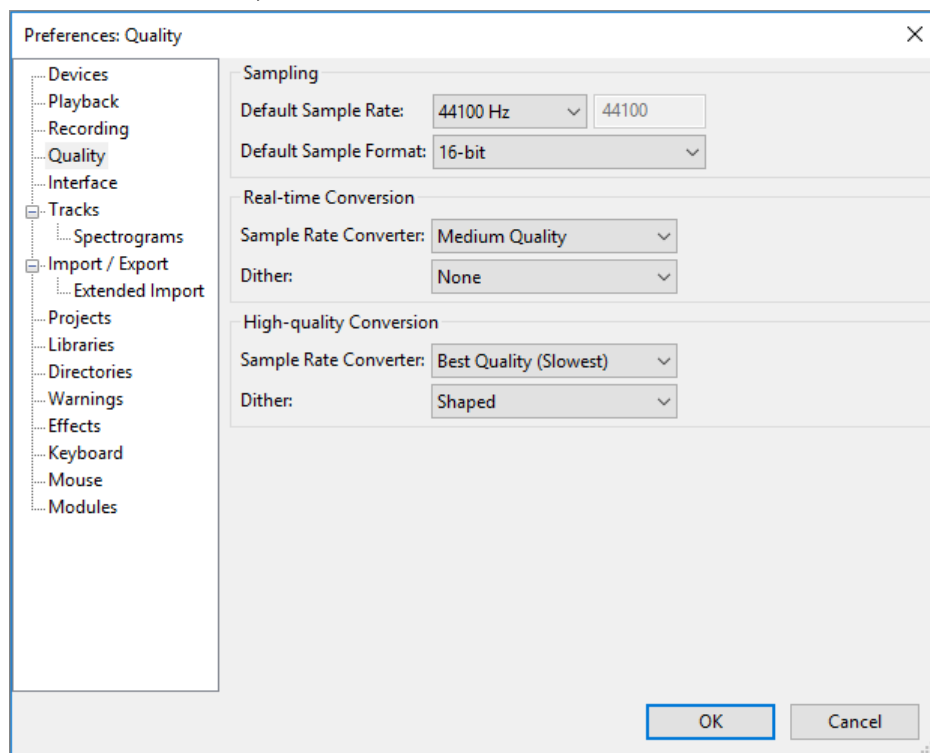 Preferences: Quality
Devices
Playback
Recording
Quality
Interface
Tracks
Spectrograms
Import / Export
Extended Import
Projects
Libraries
Directories
Warnings
Effects
Keyboard
Mouse
Modules
Sampling
Default Sample Rate: 44100 Hz 44100
Default Sample Format: 16-bit
Real-time Conversion
Sample Rate Converter: Medium Quality
Dither: None
High-quality Conversion
Sample Rate Converter: Best Quality (Slowest)
Dither: Shaped
OK Cancel